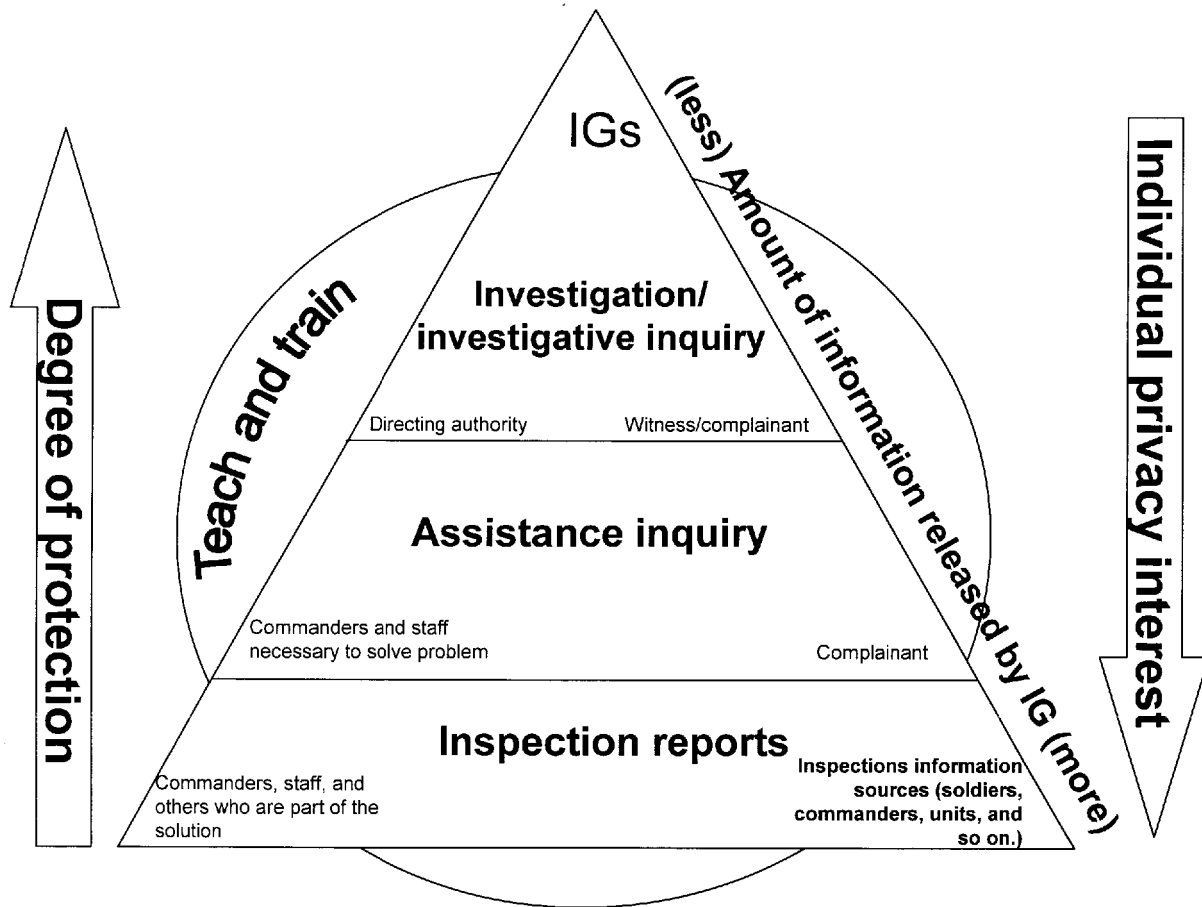 IGs
(less) Amount of information released by IG (more)
Individual privacy interest
Degree of protection
Teach and train
Investigation/
investigative inquiry
Directing authority
Witness/complainant
Assistance inquiry
Commanders and staff
necessary to solve problem
Complainant
Inspection reports
Commanders, staff, and
others who are part of the
solution
Inspections information
sources (soldiers,
commanders, units, and
so on.)